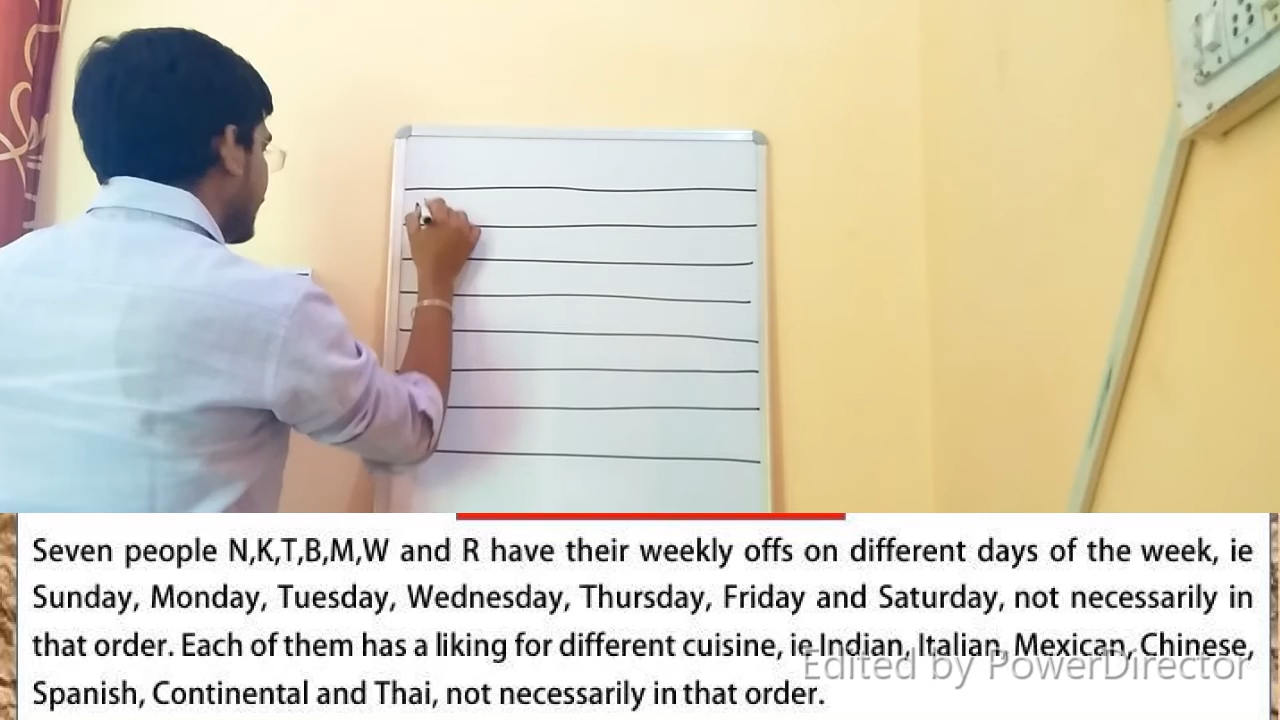 Seven people N,K,T,B,M,W and R have their weekly offs on different days of the week, ie
Sunday, Monday, Tuesday, Wednesday, Thursday, Friday and Saturday, not necessarily in
that order. Each of them has a liking for different cuisine, ie Indian, Italian, Mexican, Chinese,
Edited by PowerDirector
Spanish, Continental and Thai, not necessarily in that order.